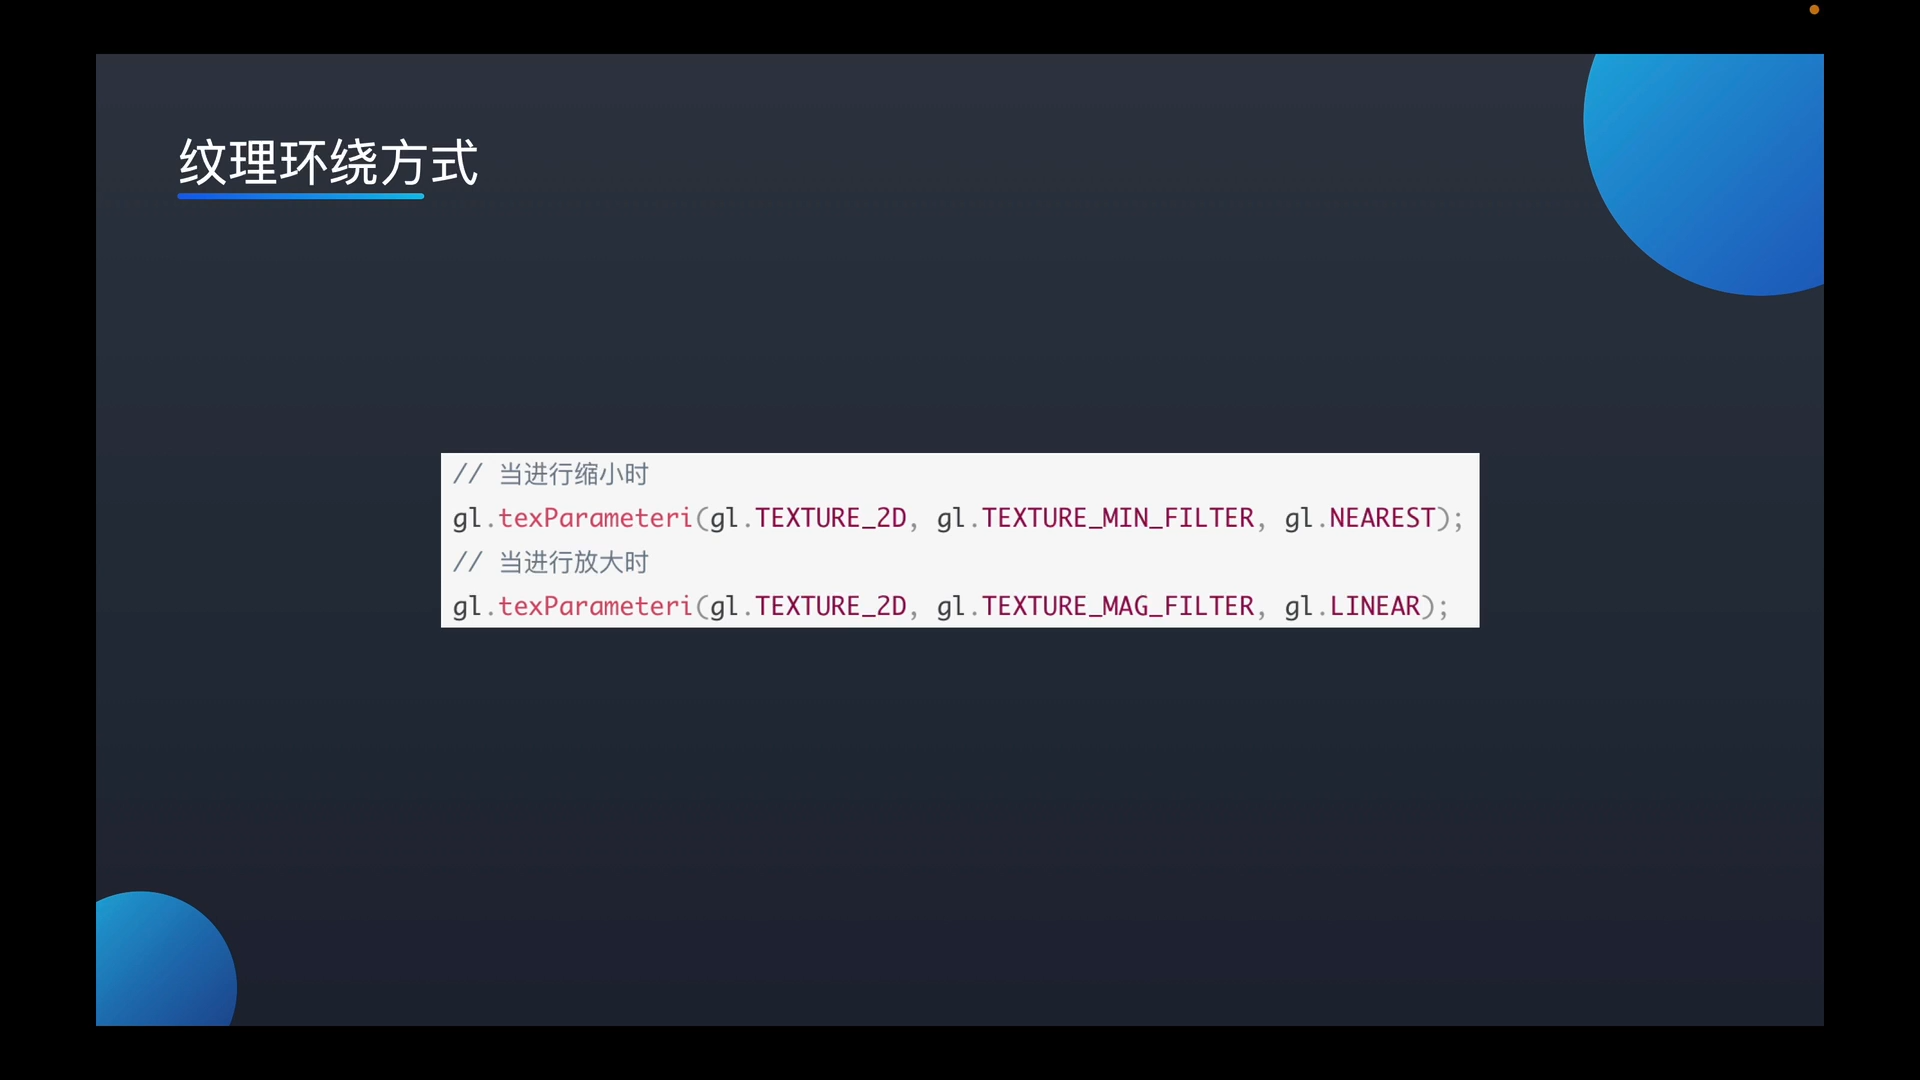 纹理环绕方式
// 当进行缩小时
gl.texParameteri(gl.TEXTURE_2D, gl.TEXTURE_MIN_FILTER, gl.NEAREST);
// 当进行放大时
gl.texParameteri(gl.TEXTURE_2D, gl.TEXTURE_MAG_FILTER, gl.LINEAR);